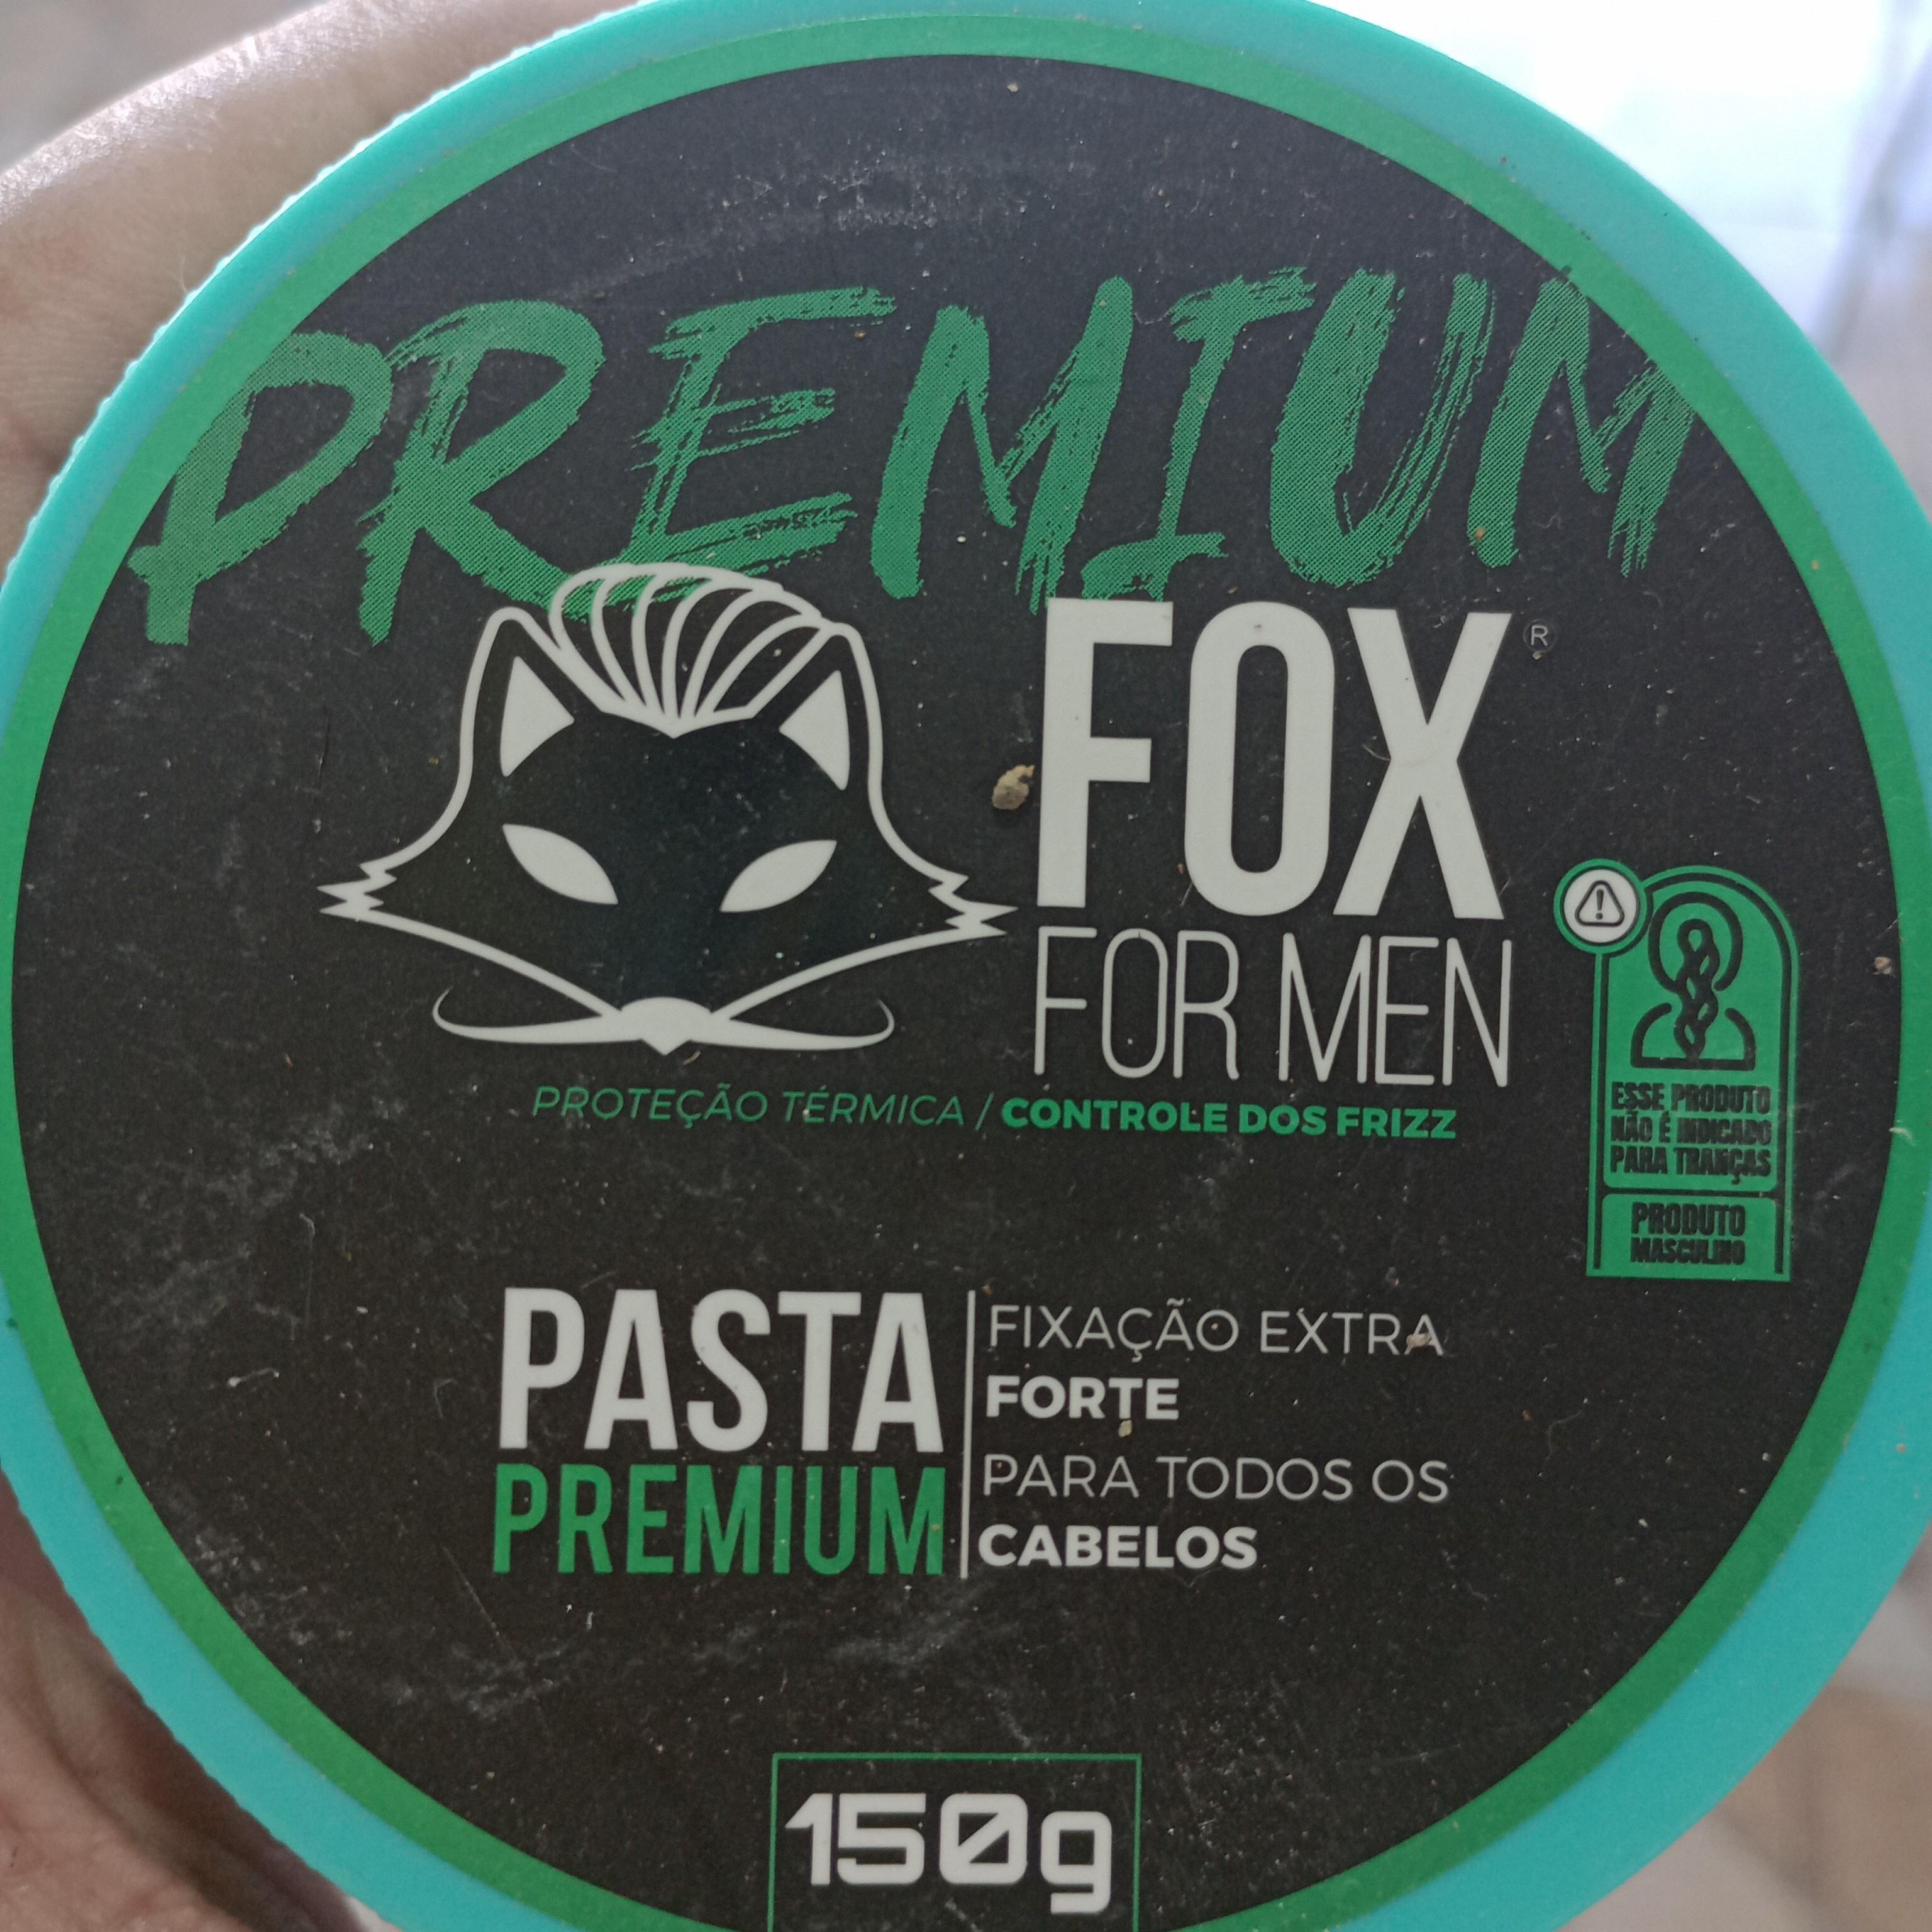 PREMIUM
FOX®
FOR MEN
PROTEÇÃO TÉRMICA / CONTROLE DOS FRIZZ
ESSE PRODUTO
NÃO É INDICADO
PARA TRANÇAS
PRODUTO
MASCULINO
PASTA
PREMIUM
FIXAÇÃO EXTRA
FORTE
PARA TODOS OS
CABELOS
150g